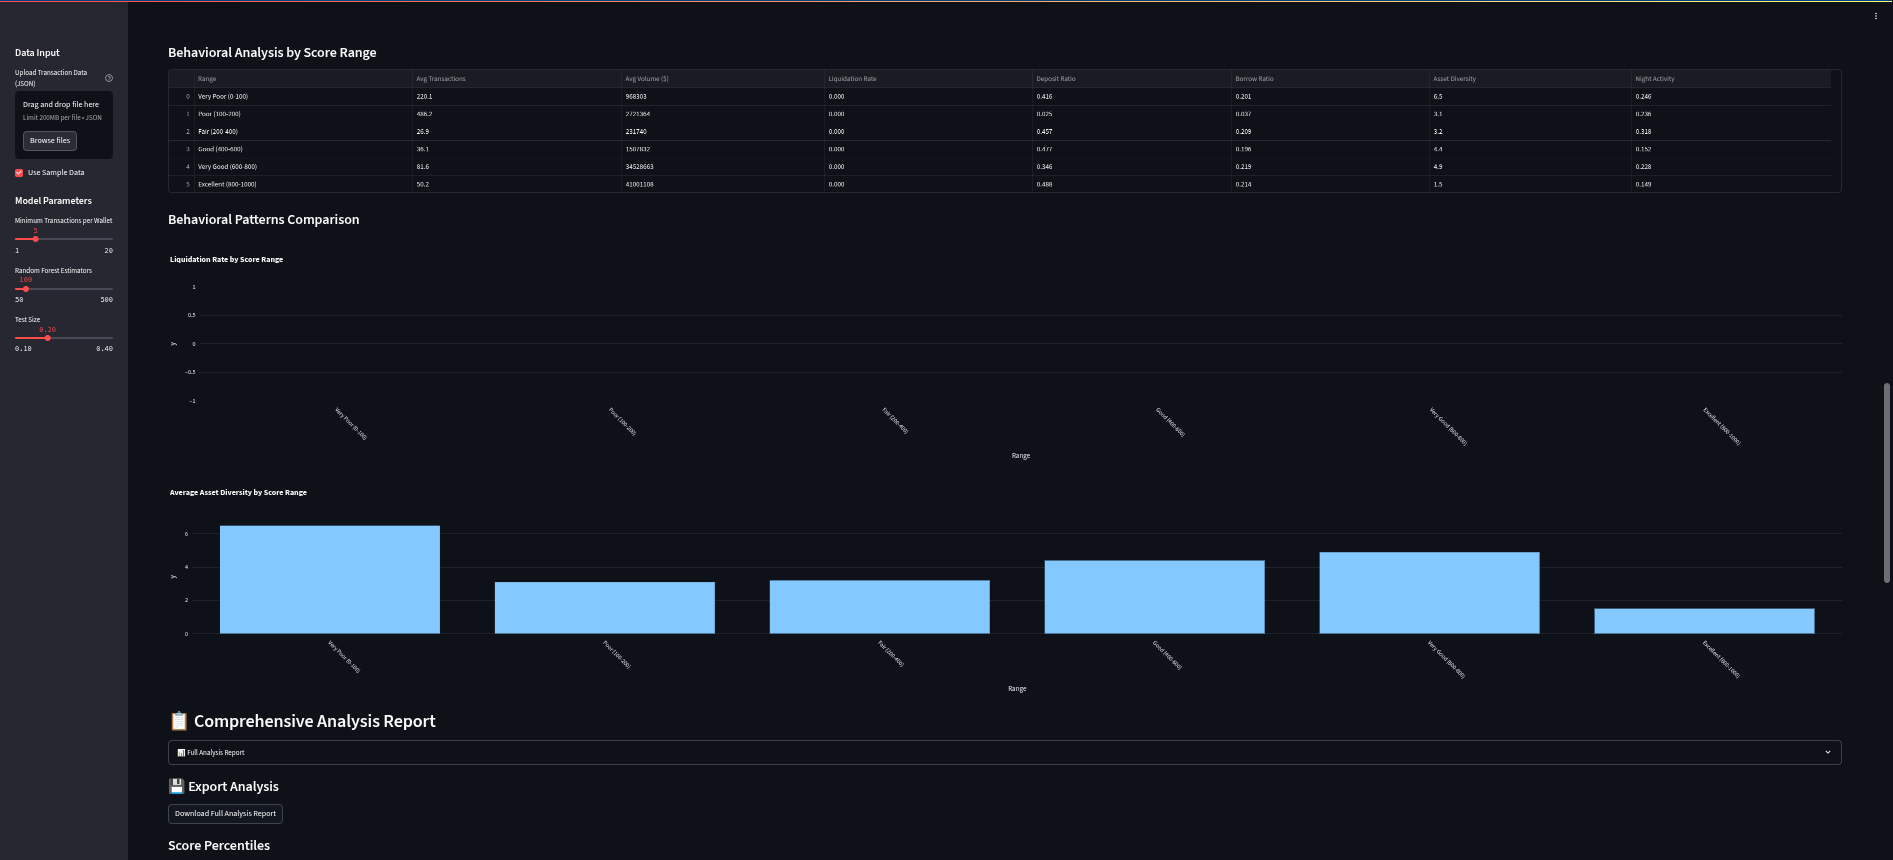 Data Input
Upload Transaction Data
(JSON)
Drag and drop file here
Limit 200MB per file • JSON
Browse files
Use Sample Data
Model Parameters
Minimum Transactions per Wallet
5
1 20
Random Forest Estimators
100
50 500
Test Size
0.20
0.10 0.40
Behavioral Analysis by Score Range
Range Avg Transactions Avg Volume ($) Liquidation Rate Deposit Ratio Borrow Ratio Asset Diversity Night Activity
0 Very Poor (0-100) 220.1 968303 0.000 0.416 0.201 6.5 0.246
1 Poor (100-200) 486.2 2721364 0.000 0.025 0.037 3.1 0.236
2 Fair (200-400) 26.9 231740 0.000 0.457 0.209 3.2 0.318
3 Good (400-600) 36.1 1507832 0.000 0.477 0.196 4.4 0.152
4 Very Good (600-800) 81.6 34528663 0.000 0.346 0.219 4.9 0.228
5 Excellent (800-1000) 50.2 41001108 0.000 0.488 0.214 1.5 0.149
Behavioral Patterns Comparison
Liquidation Rate by Score Range
1
0.5
0
−0.5
−1
y
Very Poor (0-100) Poor (100-200) Fair (200-400) Good (400-600) Very Good (600-800) Excellent (800-1000)
Range
Average Asset Diversity by Score Range
6
4
2
0
y
Very Poor (0-100) Poor (100-200) Fair (200-400) Good (400-600) Very Good (600-800) Excellent (800-1000)
Range
Comprehensive Analysis Report
Full Analysis Report
Export Analysis
Download Full Analysis Report
Score Percentiles